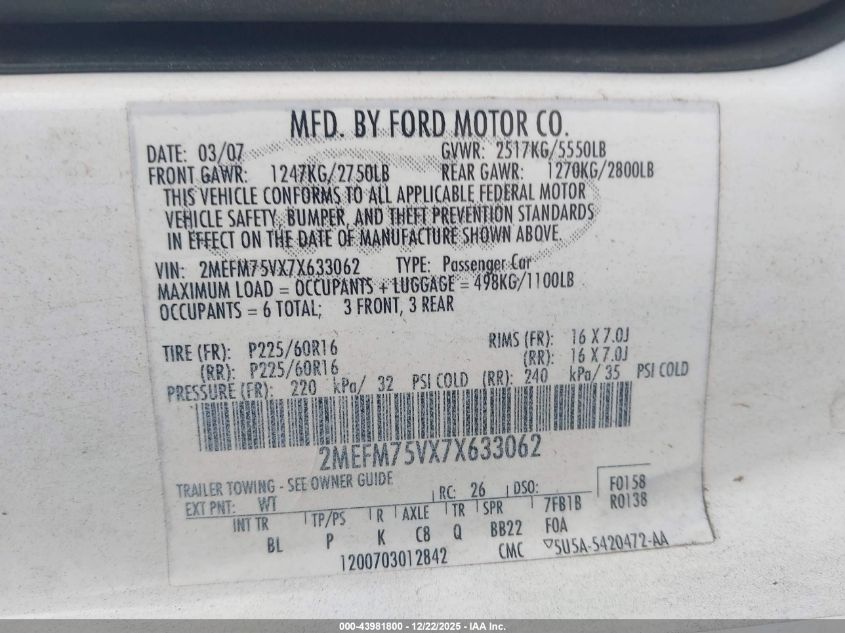 MFD. BY FORD MOTOR CO.
DATE: 03/07 GVWR: 2517KG/5550LB
FRONT GAWR: 1247KG/2750LB REAR GAWR: 1270KG/2800LB
THIS VEHICLE CONFORMS TO ALL APPLICABLE FEDERAL MOTOR
VEHICLE SAFETY, BUMPER, AND THEFT PREVENTION STANDARDS
IN EFFECT ON THE DATE OF MANUFACTURE SHOWN ABOVE.
VIN: 2MEFM75VX7X633062 TYPE: Passenger Car
MAXIMUM LOAD = OCCUPANTS + LUGGAGE = 498KG/1100LB
OCCUPANTS = 6 TOTAL; 3 FRONT, 3 REAR
TIRE (FR): P225/60R16 RIMS (FR): 16 X 7.0J
(RR): P225/60R16 (RR): 16 X 7.0J
PRESSURE (FR): 220 kPa/ 32 PSI COLD (RR): 240 kPa/ 35 PSI COLD
2MEFM75VX7X633062
TRAILER TOWING - SEE OWNER GUIDE
EXT PNT: WT RC: 26 DSO: F0158
R0138
INT TR TP/PS R AXLE TR SPR 7FB1B
BL P K C8 Q BB22 F0A
1200703012842 CMC ▽5U5A-5420472-AA
000-43981800 - 12/22/2025 - IAA Inc.